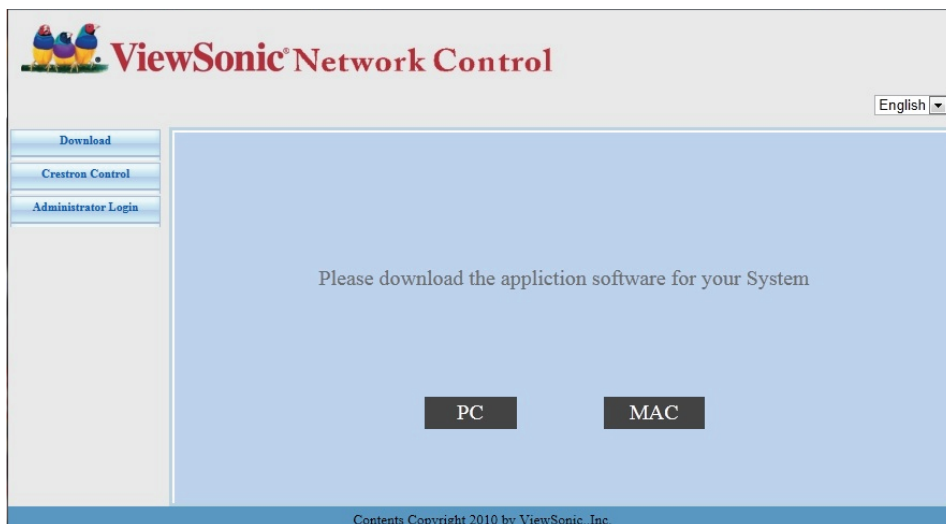 ViewSonic® Network Control
English
Download
Crestron Control
Administrator Login
Please download the appliction software for your System
PC
MAC
Contents Copyright 2010 by ViewSonic, Inc.